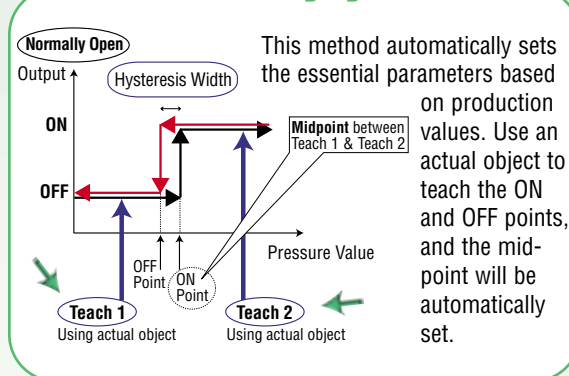 Normally Open
Output
Hysteresis Width
ON
OFF
Midpoint between
Teach 1 & Teach 2
Pressure Value
OFF
Point
ON
Point
Teach 1
Using actual object
Teach 2
Using actual object
This method automatically sets
the essential parameters based
on production
values. Use an
actual object to
teach the ON
and OFF points,
and the mid-
point will be
automatically
set.